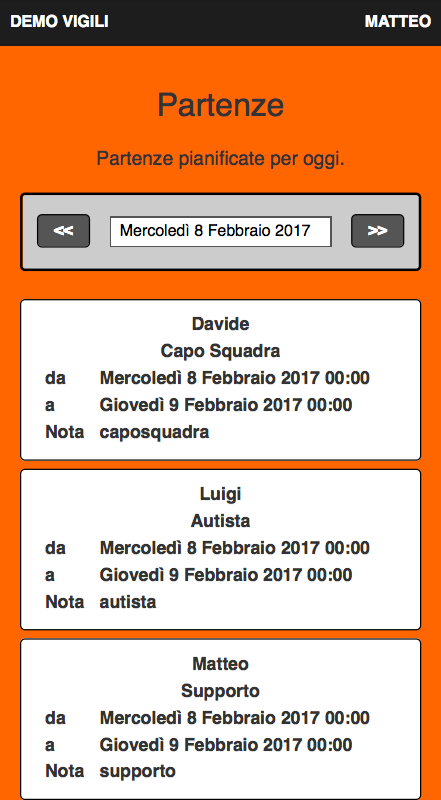 DEMO VIGILI MATTEO
Partenze
Partenze pianificate per oggi.
<< Mercoledì 8 Febbraio 2017 >>
Davide
Capo Squadra
da Mercoledì 8 Febbraio 2017 00:00
a Giovedì 9 Febbraio 2017 00:00
Nota caposquadra
Luigi
Autista
da Mercoledì 8 Febbraio 2017 00:00
a Giovedì 9 Febbraio 2017 00:00
Nota autista
Matteo
Supporto
da Mercoledì 8 Febbraio 2017 00:00
a Giovedì 9 Febbraio 2017 00:00
Nota supporto